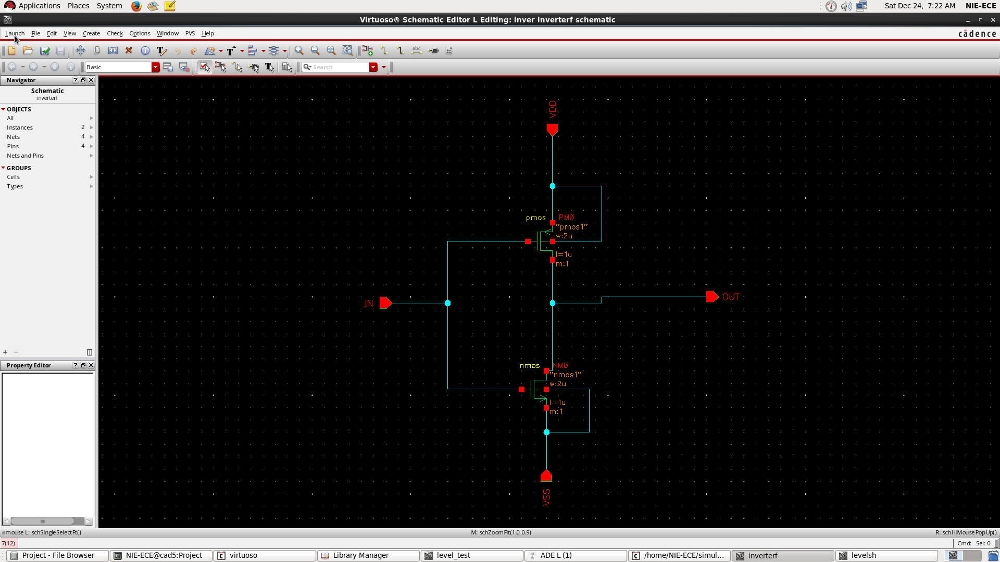 Applications Places System Sat Dec 24, 7:22 AM NIE-ECE
Virtuoso® Schematic Editor L Editing: inver inverterf schematic
Launch File Edit View Create Check Options Window PVS Help cādence
Basic Search
Navigator
Schematic
inverterf
OBJECTS
All
Instances 2
Nets 4
Pins 4
Nets and Pins
GROUPS
Cells
Types
Property Editor
VDD
pmos PM0
"pmos1"
w:2u
l=1u
m:1
IN
OUT
nmos NM0
"nmos1"
w:2u
l=1u
m:1
VSS
mouse L: schSingleSelectPt() M: schZoomFit(1.0 0.9) R: schHiMousePopUp()
7(12) Cmd: Sel: 0
Project - File Browser NIE-ECE@cad5:Project virtuoso Library Manager level_test ADE L (1) /home/NIE-ECE/simul... inverterf levelsh